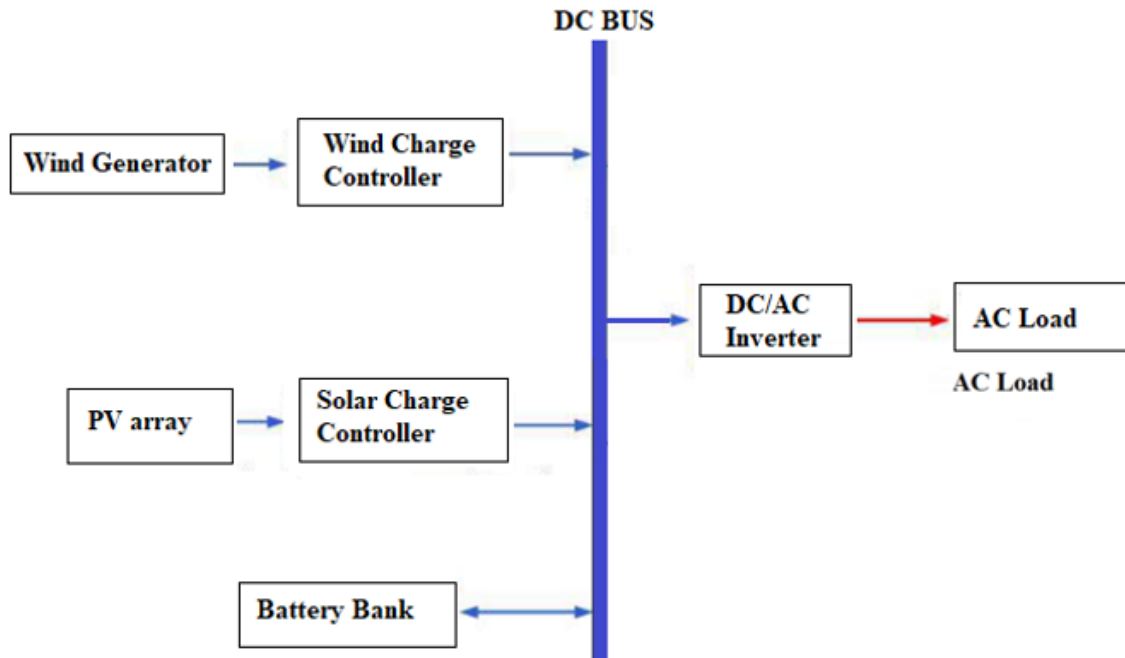 DC BUS
Wind Generator
Wind Charge
Controller
DC/AC
Inverter
AC Load
AC Load
PV array
Solar Charge
Controller
Battery Bank